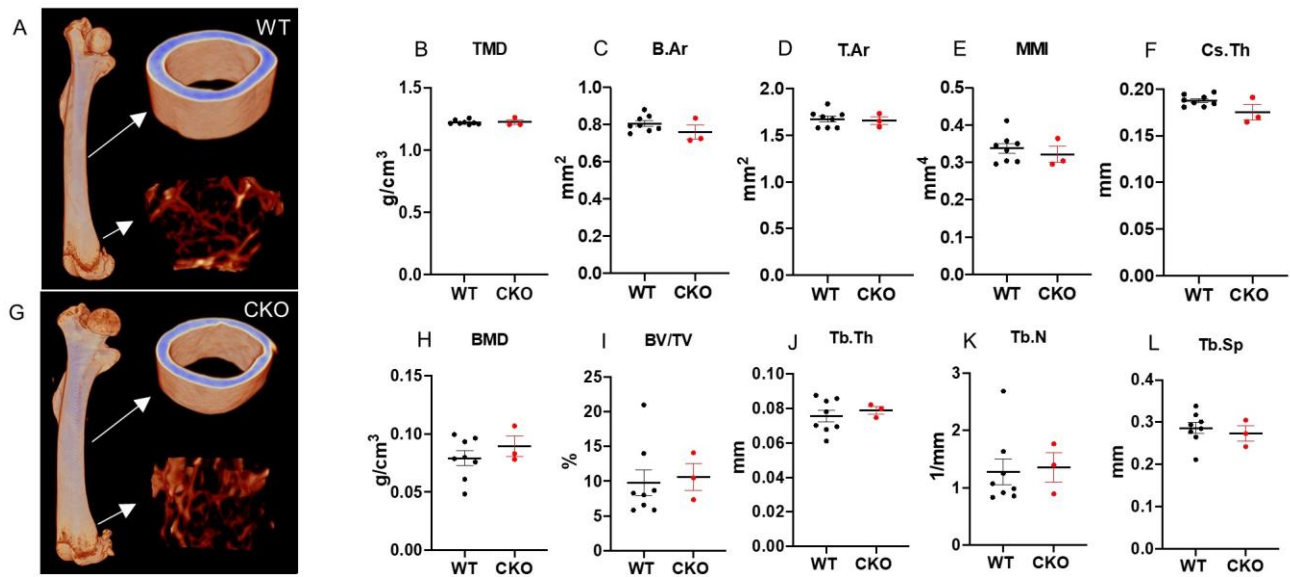 A
WT
B TMD
g/cm3
1.5
1.0
0.5
0.0
WT CKO
C B.Ar
mm2
1.0
0.8
0.6
0.4
0.2
0.0
WT CKO
D T.Ar
mm2
2.0
1.5
1.0
0.5
0.0
WT CKO
E MMI
mm4
0.5
0.4
0.3
0.2
0.1
0.0
WT CKO
F Cs.Th
mm
0.20
0.15
0.10
0.05
0.00
WT CKO
G
CKO
H BMD
g/cm3
0.15
0.10
0.05
0.00
WT CKO
I BV/TV
%
25
20
15
10
5
0
WT CKO
J Tb.Th
mm
0.10
0.08
0.06
0.04
0.02
0.00
WT CKO
K Tb.N
1/mm
3
2
1
0
WT CKO
L Tb.Sp
mm
0.4
0.3
0.2
0.1
0.0
WT CKO